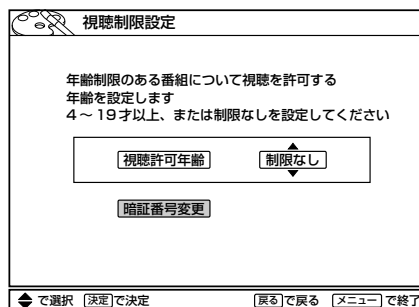 視聴制限設定
年齢制限のある番組について視聴を許可する
年齢を設定します
4～19才以上、または制限なしを設定してください
視聴許可年齢 制限なし
暗証番号変更
で選択 決定で決定 戻るで戻る メニューで終了